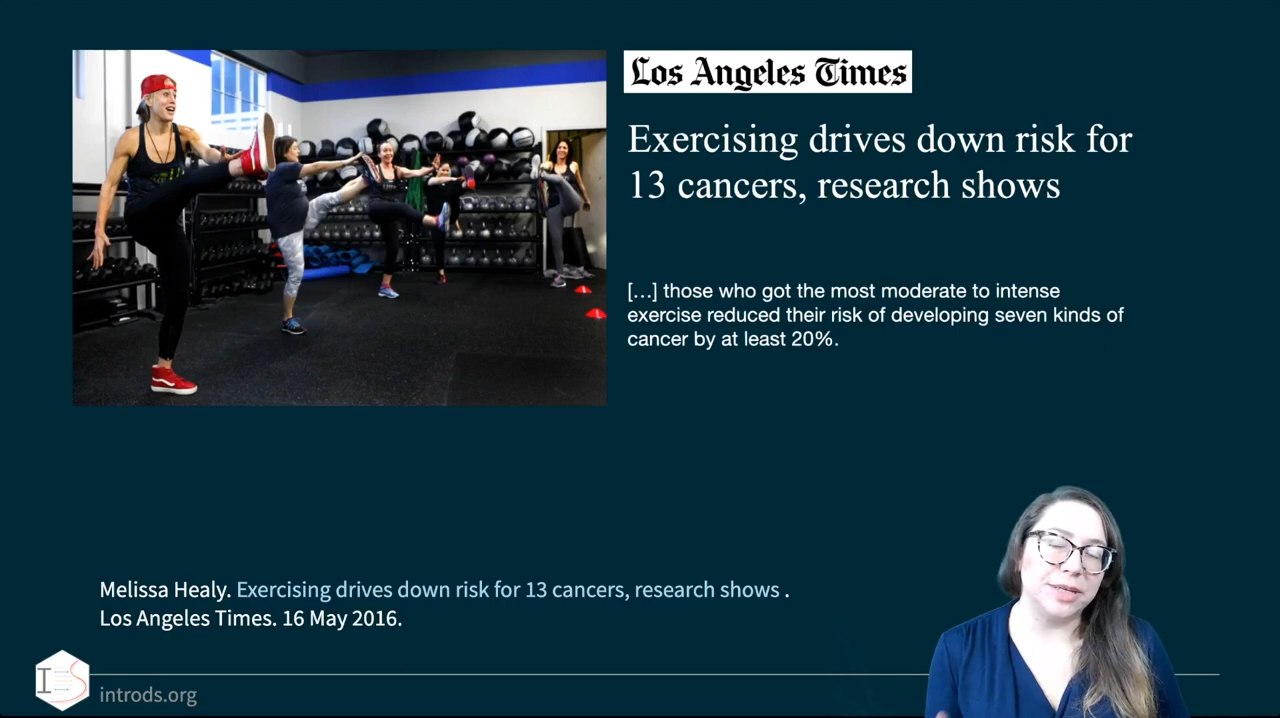 Los Angeles Times
Exercising drives down risk for
13 cancers, research shows
[…] those who got the most moderate to intense
exercise reduced their risk of developing seven kinds of
cancer by at least 20%.
Melissa Healy. Exercising drives down risk for 13 cancers, research shows .
Los Angeles Times. 16 May 2016.
IS
introds.org